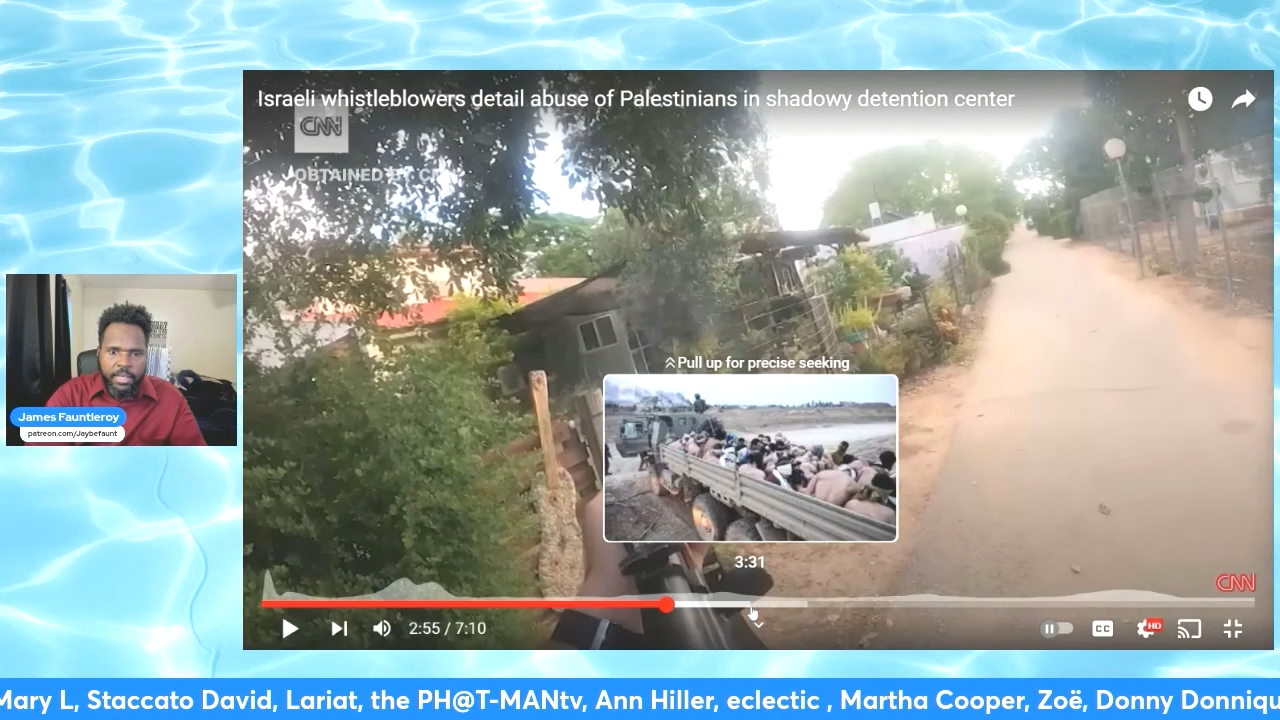 Israeli whistleblowers detail abuse of Palestinians in shadowy detention center
CNN
OBTAINED BY CNN
Pull up for precise seeking
3:31
CNN
2:55 / 7:10
CC
HD
James Fauntleroy
patreon.com/Jaybefaunt
Mary L, Staccato David, Lariat, the PH@T-MANtv, Ann Hiller, eclectic , Martha Cooper, Zoë, Donny Donniqu